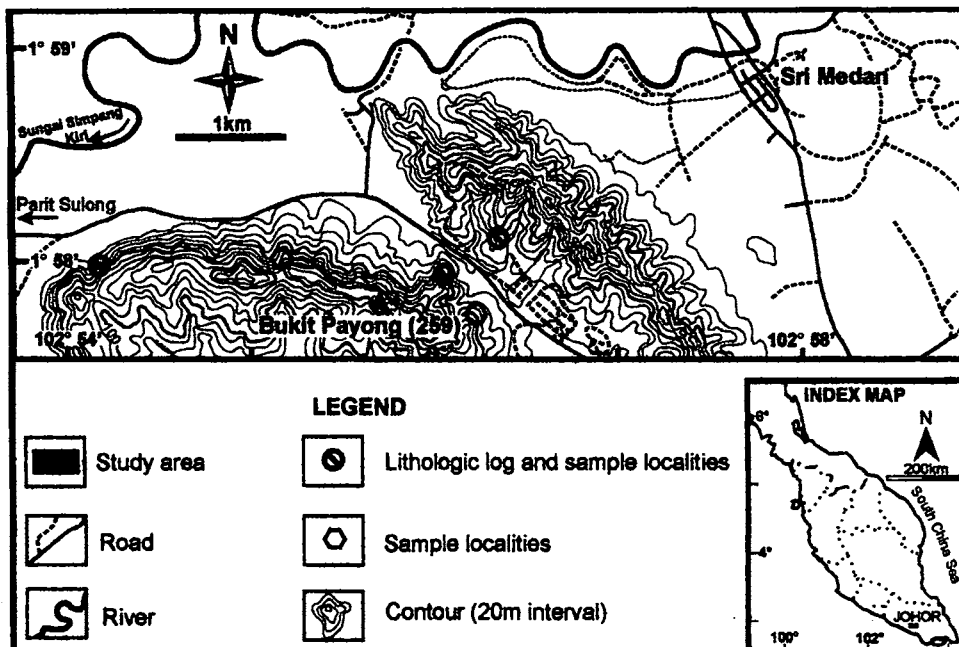 1° 59'
N
1km
Sri Medan
Sungai Simpang
Kiri
Parit Sulong
1° 58'
Bukit Payong (259)
102° 54'
102° 58'
LEGEND
Study area
Lithologic log and sample localities
Road
Sample localities
River
Contour (20m interval)
INDEX MAP
6°
N
200km
South China Sea
4°
JOHOR
100°
102°